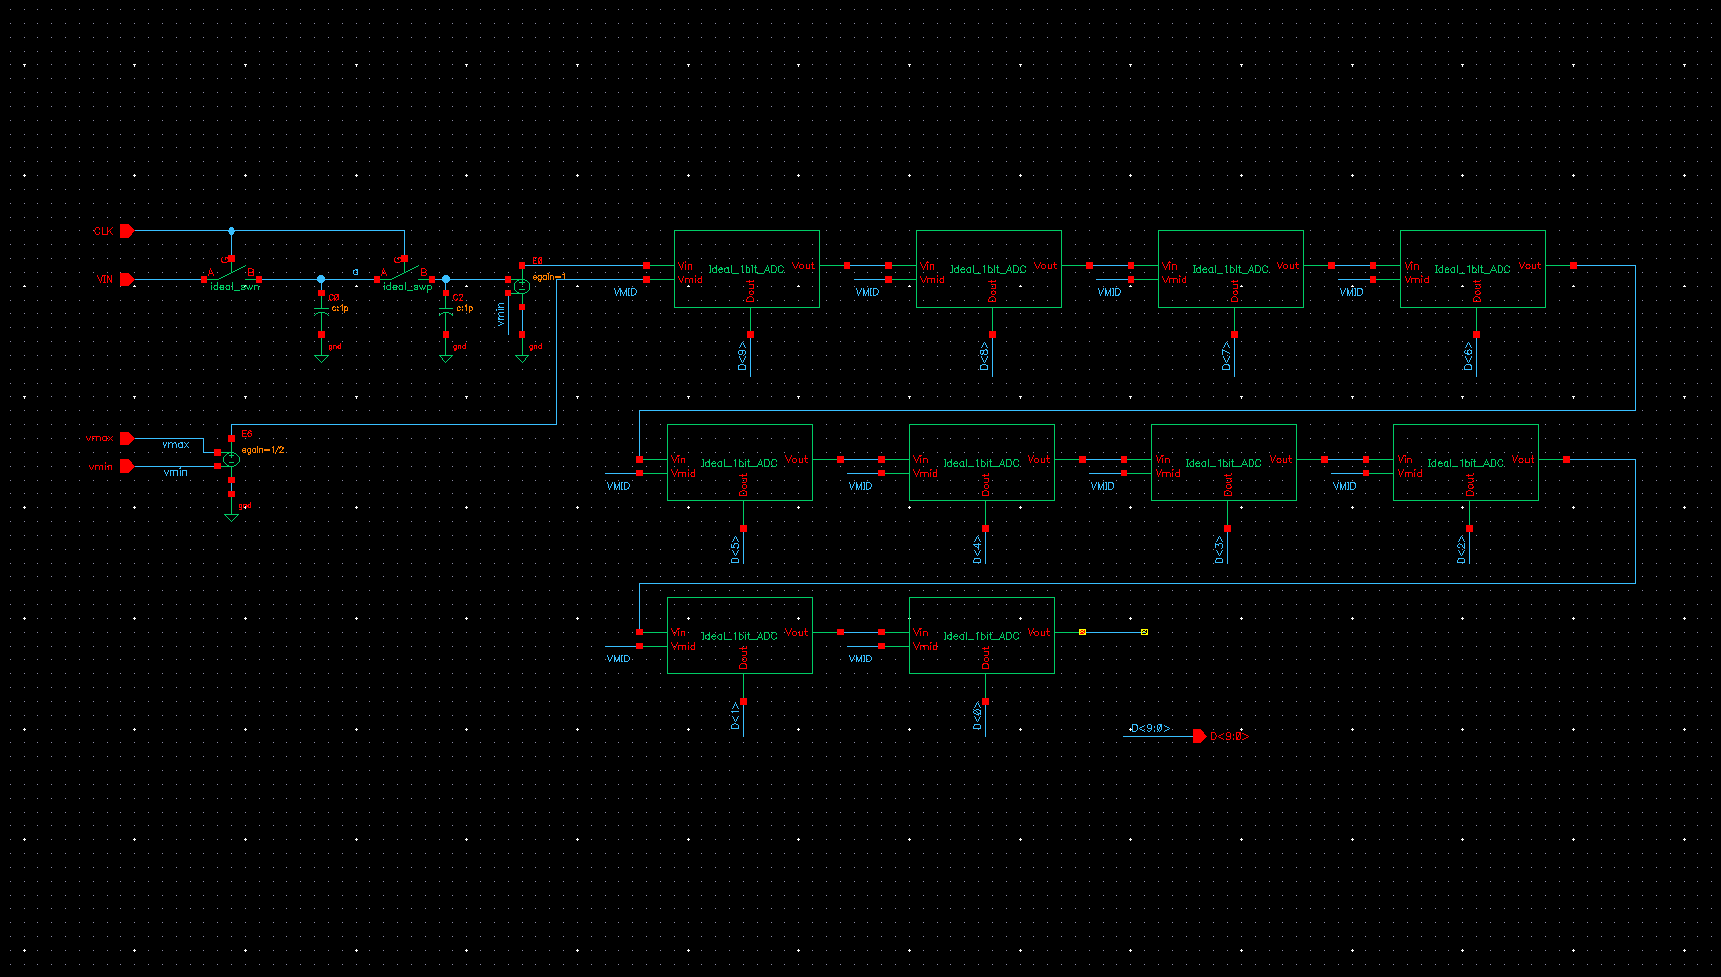 CLK
VIN
A
G
B
ideal_swn
C0
c:1p
gnd
a
A
G
B
ideal_swp
C2
c:1p
gnd
E0
egain=1
vmin
gnd
Vin
Vmid
Ideal_1bit_ADC
Vout
Dout
VMID
D<9>
Vin
Vmid
Ideal_1bit_ADC
Vout
Dout
VMID
D<8>
Vin
Vmid
Ideal_1bit_ADC
Vout
Dout
VMID
D<7>
Vin
Vmid
Ideal_1bit_ADC
Vout
Dout
VMID
D<6>
vmax
vmax
vmin
vmin
E6
egain=1/2
gnd
Vin
Vmid
Ideal_1bit_ADC
Vout
Dout
VMID
D<5>
Vin
Vmid
Ideal_1bit_ADC
Vout
Dout
VMID
D<4>
Vin
Vmid
Ideal_1bit_ADC
Vout
Dout
VMID
D<3>
Vin
Vmid
Ideal_1bit_ADC
Vout
Dout
VMID
D<2>
Vin
Vmid
Ideal_1bit_ADC
Vout
Dout
VMID
D<1>
Vin
Vmid
Ideal_1bit_ADC
Vout
Dout
VMID
D<0>
D<9:0>
D<9:0>